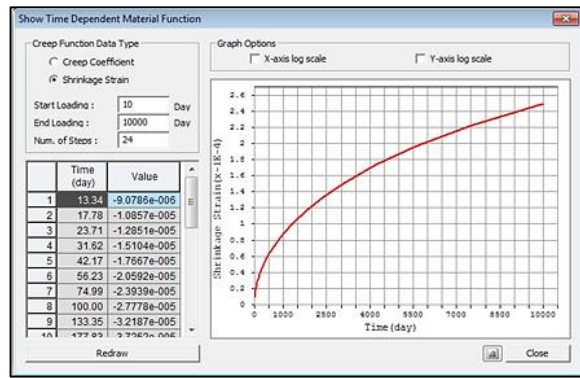 Show Time Dependent Material Function
Creep Function Data Type
Creep Coefficient
Shrinkage Strain
Start Loading : 10 Day
End Loading : 10000 Day
Num. of Steps : 24
Time (day) Value
1 13.34 -9.0786e-006
2 17.78 -1.0857e-005
3 23.71 -1.2851e-005
4 31.62 -1.5104e-005
5 42.17 -1.7667e-005
6 56.23 -2.0592e-005
7 74.99 -2.3939e-005
8 100.00 -2.7778e-005
9 133.35 -3.2187e-005
10 177.83 -3.7252e-005
Redraw
Graph Options
X-axis log scale
Y-axis log scale
Shrinkage Strain(x-1E-4)
2.6
2.4
2.2
2
1.8
1.6
1.4
1.2
1
0.8
0.6
0.4
0.2
0
0 1000 2500 4000 5500 7000 8500 10000
Time(day)
Close